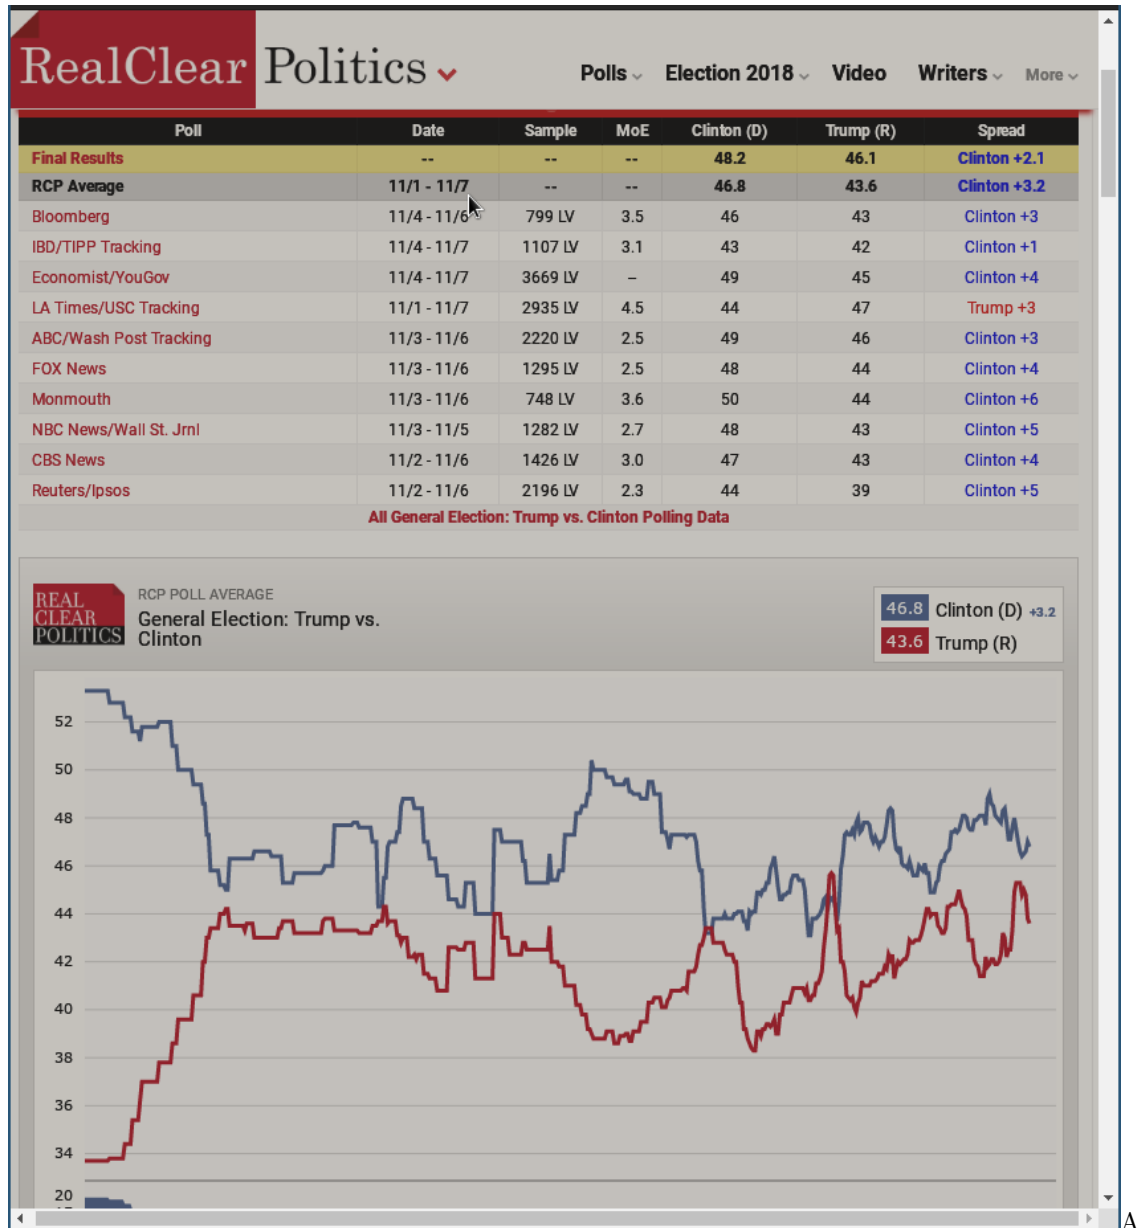 RealClear Politics
Polls Election 2018 Video Writers More
Poll Date Sample MoE Clinton (D) Trump (R) Spread
Final Results -- -- -- 48.2 46.1 Clinton +2.1
RCP Average 11/1 - 11/7 -- -- 46.8 43.6 Clinton +3.2
Bloomberg 11/4 - 11/6 799 LV 3.5 46 43 Clinton +3
IBD/TIPP Tracking 11/4 - 11/7 1107 LV 3.1 43 42 Clinton +1
Economist/YouGov 11/4 - 11/7 3669 LV – 49 45 Clinton +4
LA Times/USC Tracking 11/1 - 11/7 2935 LV 4.5 44 47 Trump +3
ABC/Wash Post Tracking 11/3 - 11/6 2220 LV 2.5 49 46 Clinton +3
FOX News 11/3 - 11/6 1295 LV 2.5 48 44 Clinton +4
Monmouth 11/3 - 11/6 748 LV 3.6 50 44 Clinton +6
NBC News/Wall St. Jrnl 11/3 - 11/5 1282 LV 2.7 48 43 Clinton +5
CBS News 11/2 - 11/6 1426 LV 3.0 47 43 Clinton +4
Reuters/Ipsos 11/2 - 11/6 2196 LV 2.3 44 39 Clinton +5
All General Election: Trump vs. Clinton Polling Data
REAL
CLEAR
POLITICS
RCP POLL AVERAGE
General Election: Trump vs.
Clinton
46.8 Clinton (D) +3.2
43.6 Trump (R)
52
50
48
46
44
42
40
38
36
34
20
A